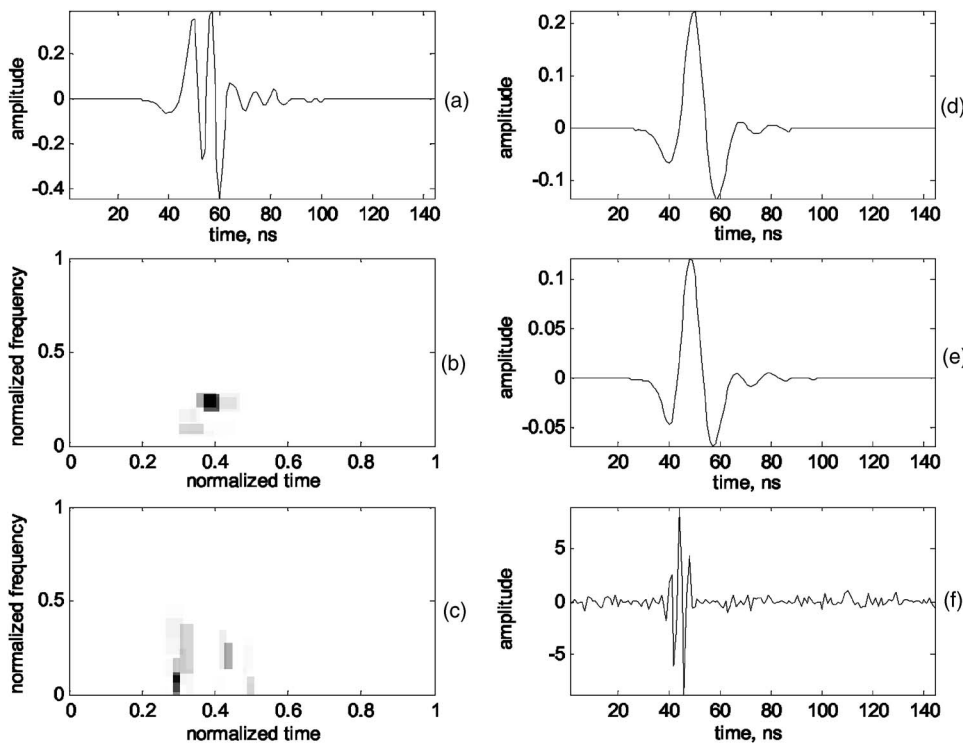 amplitude
0.2
0
-0.2
-0.4
20 40 60 80 100 120 140
time, ns
(a)
normalized frequency
1
0.5
0
0 0.2 0.4 0.6 0.8 1
normalized time
(b)
normalized frequency
1
0.5
0
0 0.2 0.4 0.6 0.8 1
normalized time
(c)
amplitude
0.2
0.1
0
-0.1
20 40 60 80 100 120 140
time, ns
(d)
amplitude
0.1
0.05
0
-0.05
20 40 60 80 100 120 140
time, ns
(e)
amplitude
5
0
-5
20 40 60 80 100 120 140
time, ns
(f)